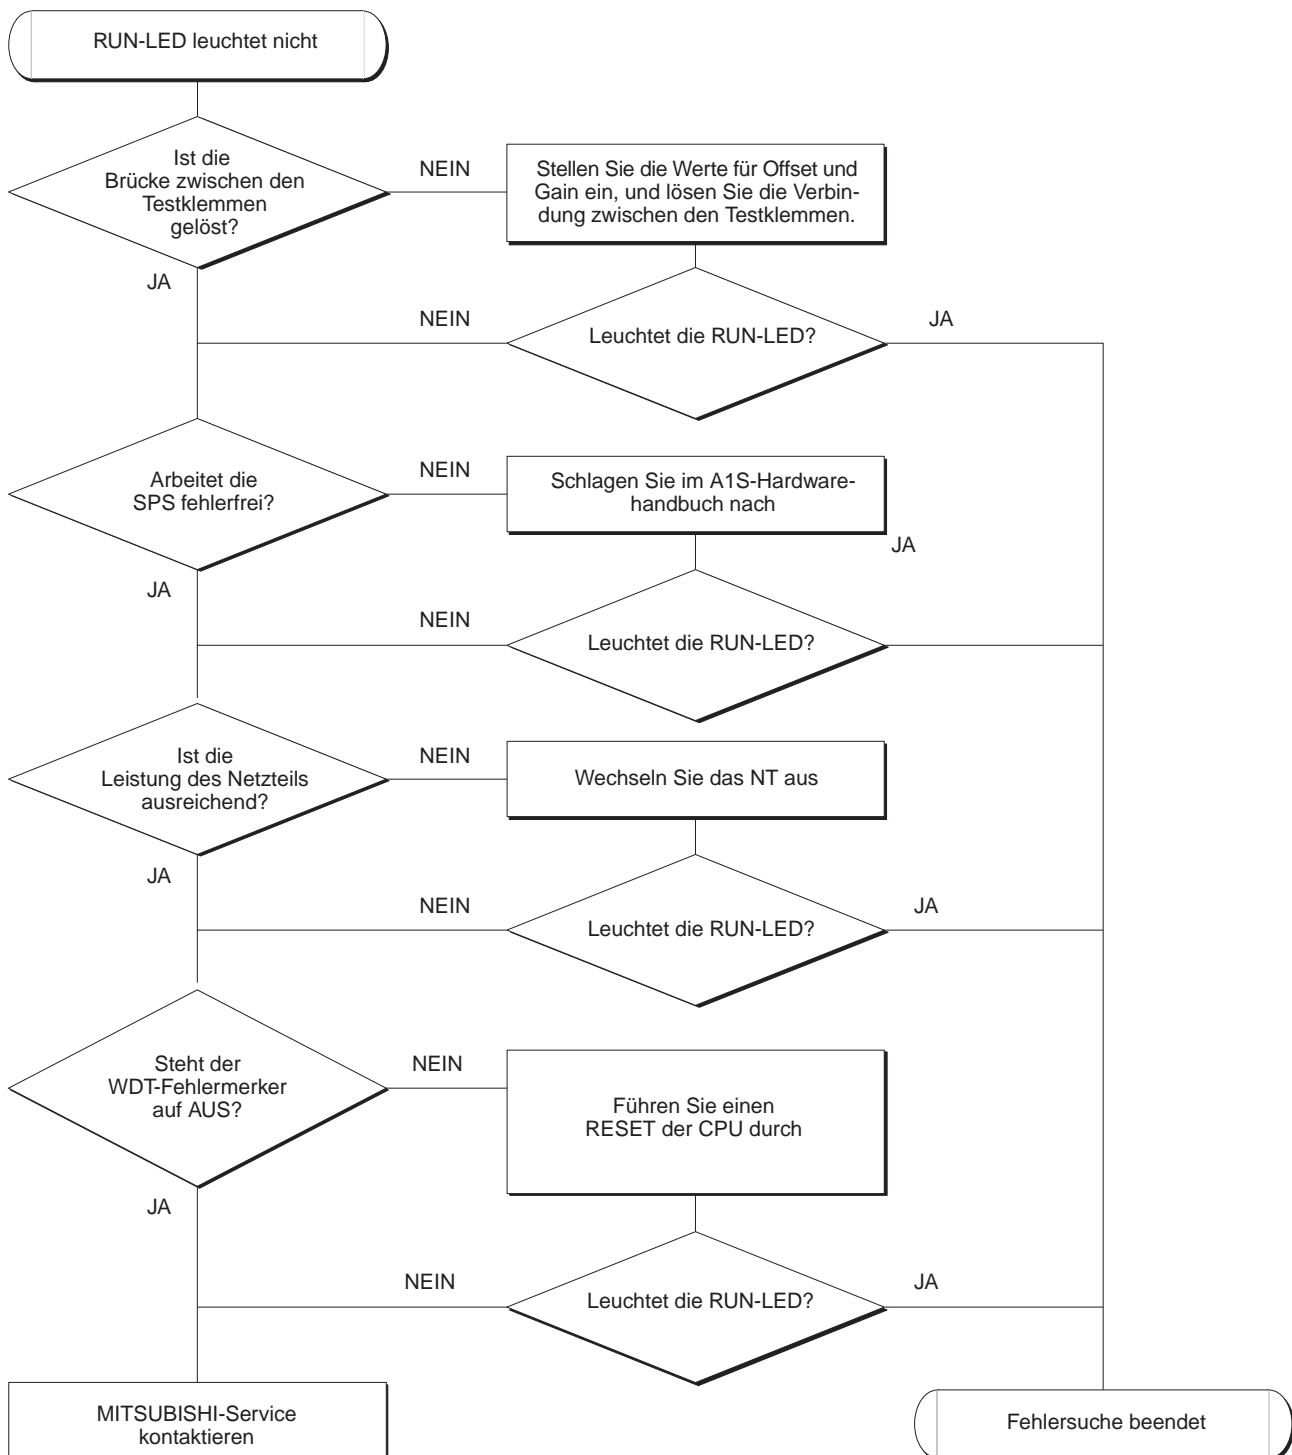 RUN-LED leuchtet nicht
Ist die
Brücke zwischen den
Testklemmen
gelöst?
NEIN
Stellen Sie die Werte für Offset und
Gain ein, und lösen Sie die Verbin-
dung zwischen den Testklemmen.
JA
NEIN
Leuchtet die RUN-LED?
JA
Arbeitet die
SPS fehlerfrei?
NEIN
Schlagen Sie im A1S-Hardware-
handbuch nach
JA
JA
NEIN
Leuchtet die RUN-LED?
Ist die
Leistung des Netzteils
ausreichend?
NEIN
Wechseln Sie das NT aus
JA
NEIN
Leuchtet die RUN-LED?
JA
Steht der
WDT-Fehlermerker
auf AUS?
NEIN
Führen Sie einen
RESET der CPU durch
JA
NEIN
Leuchtet die RUN-LED?
JA
MITSUBISHI-Service
kontaktieren
Fehlersuche beendet